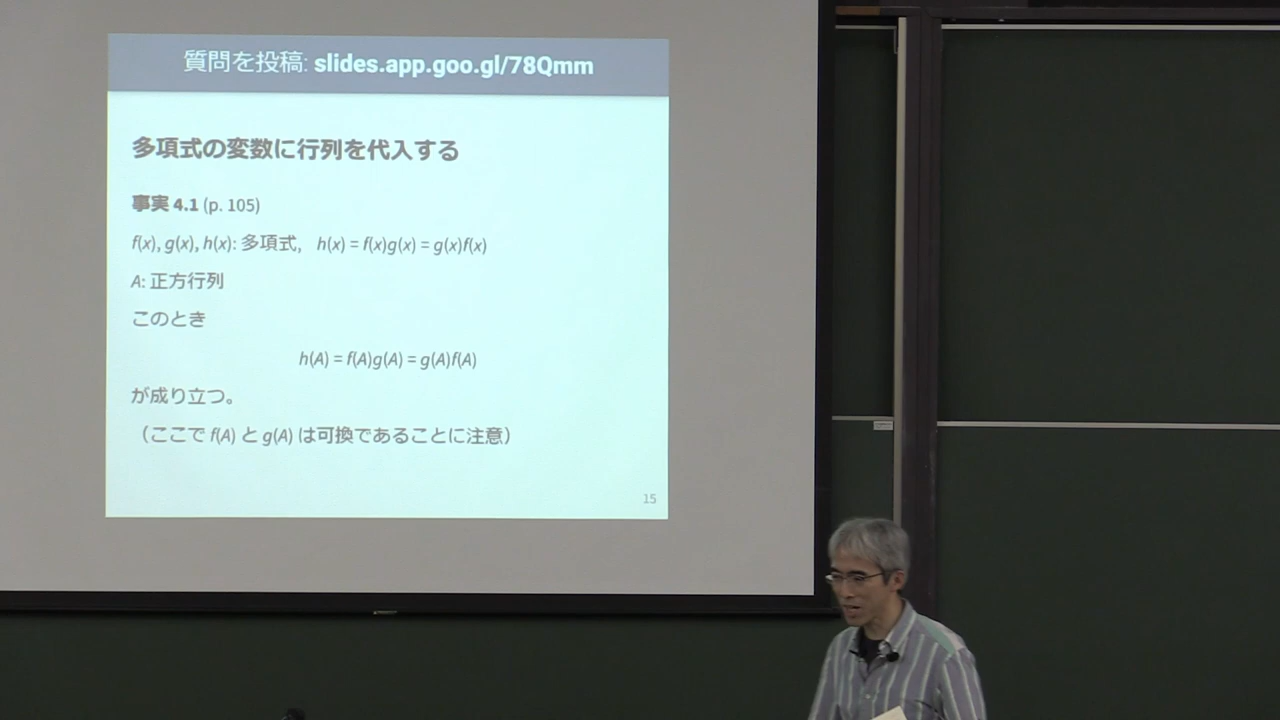 質問を投稿: slides.app.goo.gl/78Qmm
多項式の変数に行列を代入する
事実 4.1 (p. 105)
f(x), g(x), h(x): 多項式, h(x) = f(x)g(x) = g(x)f(x)
A: 正方行列
このとき
h(A) = f(A)g(A) = g(A)f(A)
が成り立つ。
（ここで f(A) と g(A) は可換であることに注意）
15